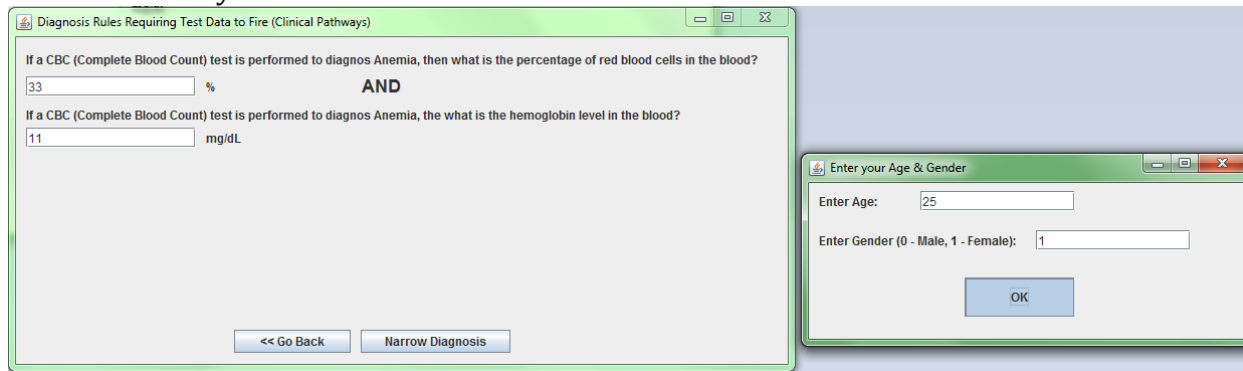 Diagnosis Rules Requiring Test Data to Fire (Clinical Pathways)
If a CBC (Complete Blood Count) test is performed to diagnos Anemia, then what is the percentage of red blood cells in the blood?
33 % AND
If a CBC (Complete Blood Count) test is performed to diagnos Anemia, the what is the hemoglobin level in the blood?
11 mg/dL
<< Go Back Narrow Diagnosis
Enter your Age & Gender
Enter Age: 25
Enter Gender (0 - Male, 1 - Female): 1
OK